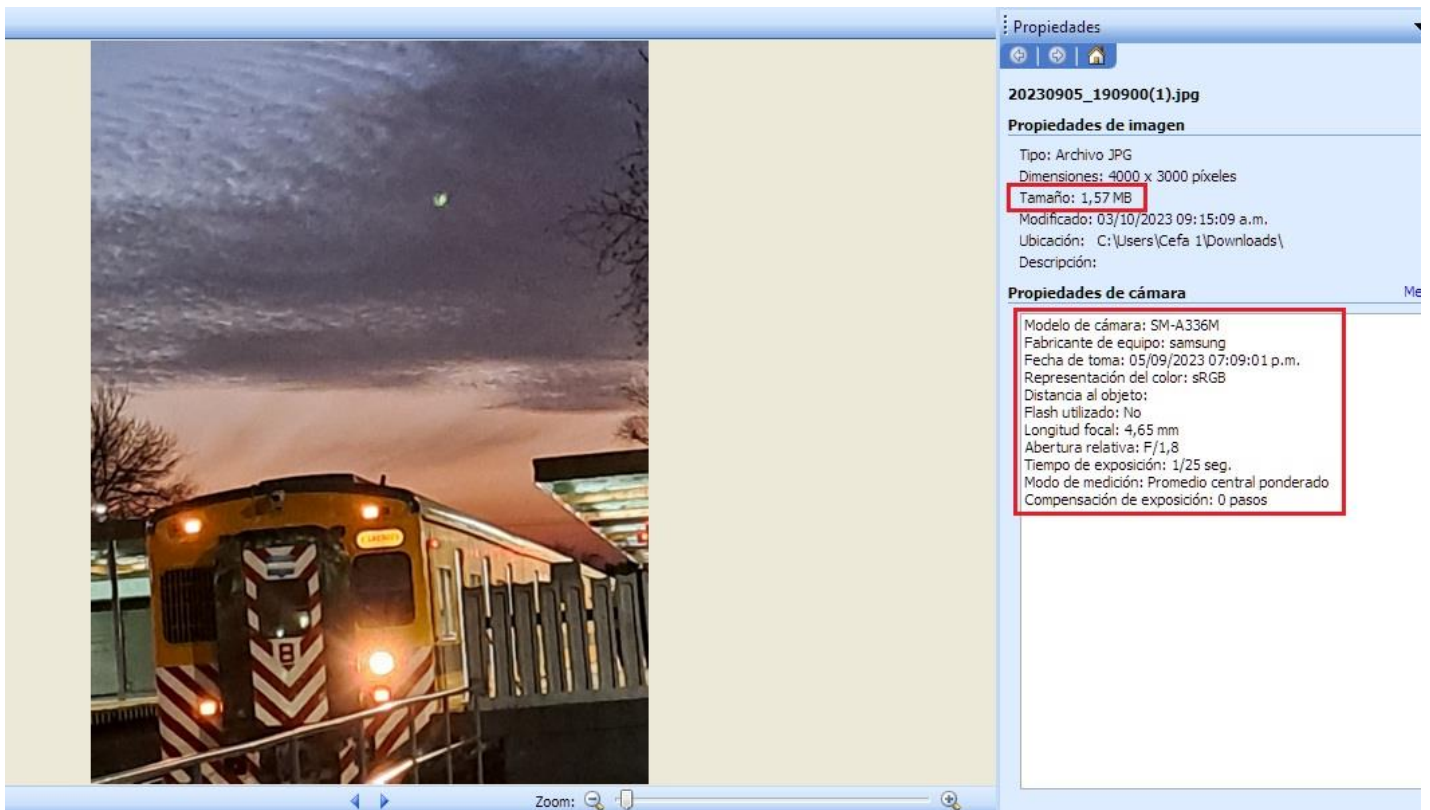 Propiedades
20230905_190900(1).jpg
Propiedades de imagen
Tipo: Archivo JPG
Dimensiones: 4000 x 3000 píxeles
Tamaño: 1,57 MB
Modificado: 03/10/2023 09:15:09 a.m.
Ubicación: C:\Users\Cefa 1\Downloads\
Descripción:
Propiedades de cámara
Me
Modelo de cámara: SM-A336M
Fabricante de equipo: samsung
Fecha de toma: 05/09/2023 07:09:01 p.m.
Representación del color: sRGB
Distancia al objeto:
Flash utilizado: No
Longitud focal: 4,65 mm
Abertura relativa: F/1,8
Tiempo de exposición: 1/25 seg.
Modo de medición: Promedio central ponderado
Compensación de exposición: 0 pasos
Zoom: